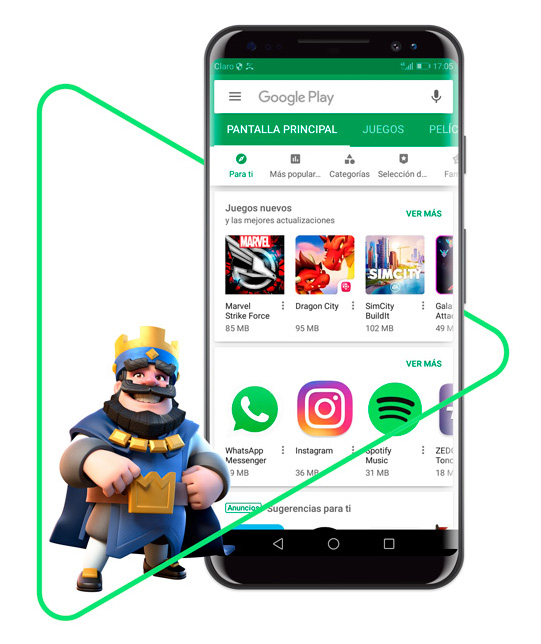 Claro 17:05
Google Play
PANTALLA PRINCIPAL JUEGOS PELÍC
Para ti Más popular... Categorías Selección d... Fam
Juegos nuevos
y las mejores actualizaciones
VER MÁS
MARVEL
SIMCITY
Marvel
Strike Force
85 MB
Dragon City
95 MB
SimCity
BuildIt
102 MB
Gala
Attac
49 M
VER MÁS
WhatsApp
Messenger
9 MB
Instagram
36 MB
Spotify
Music
31 MB
ZEDG
Tono
18 M
Anuncios Sugerencias para ti